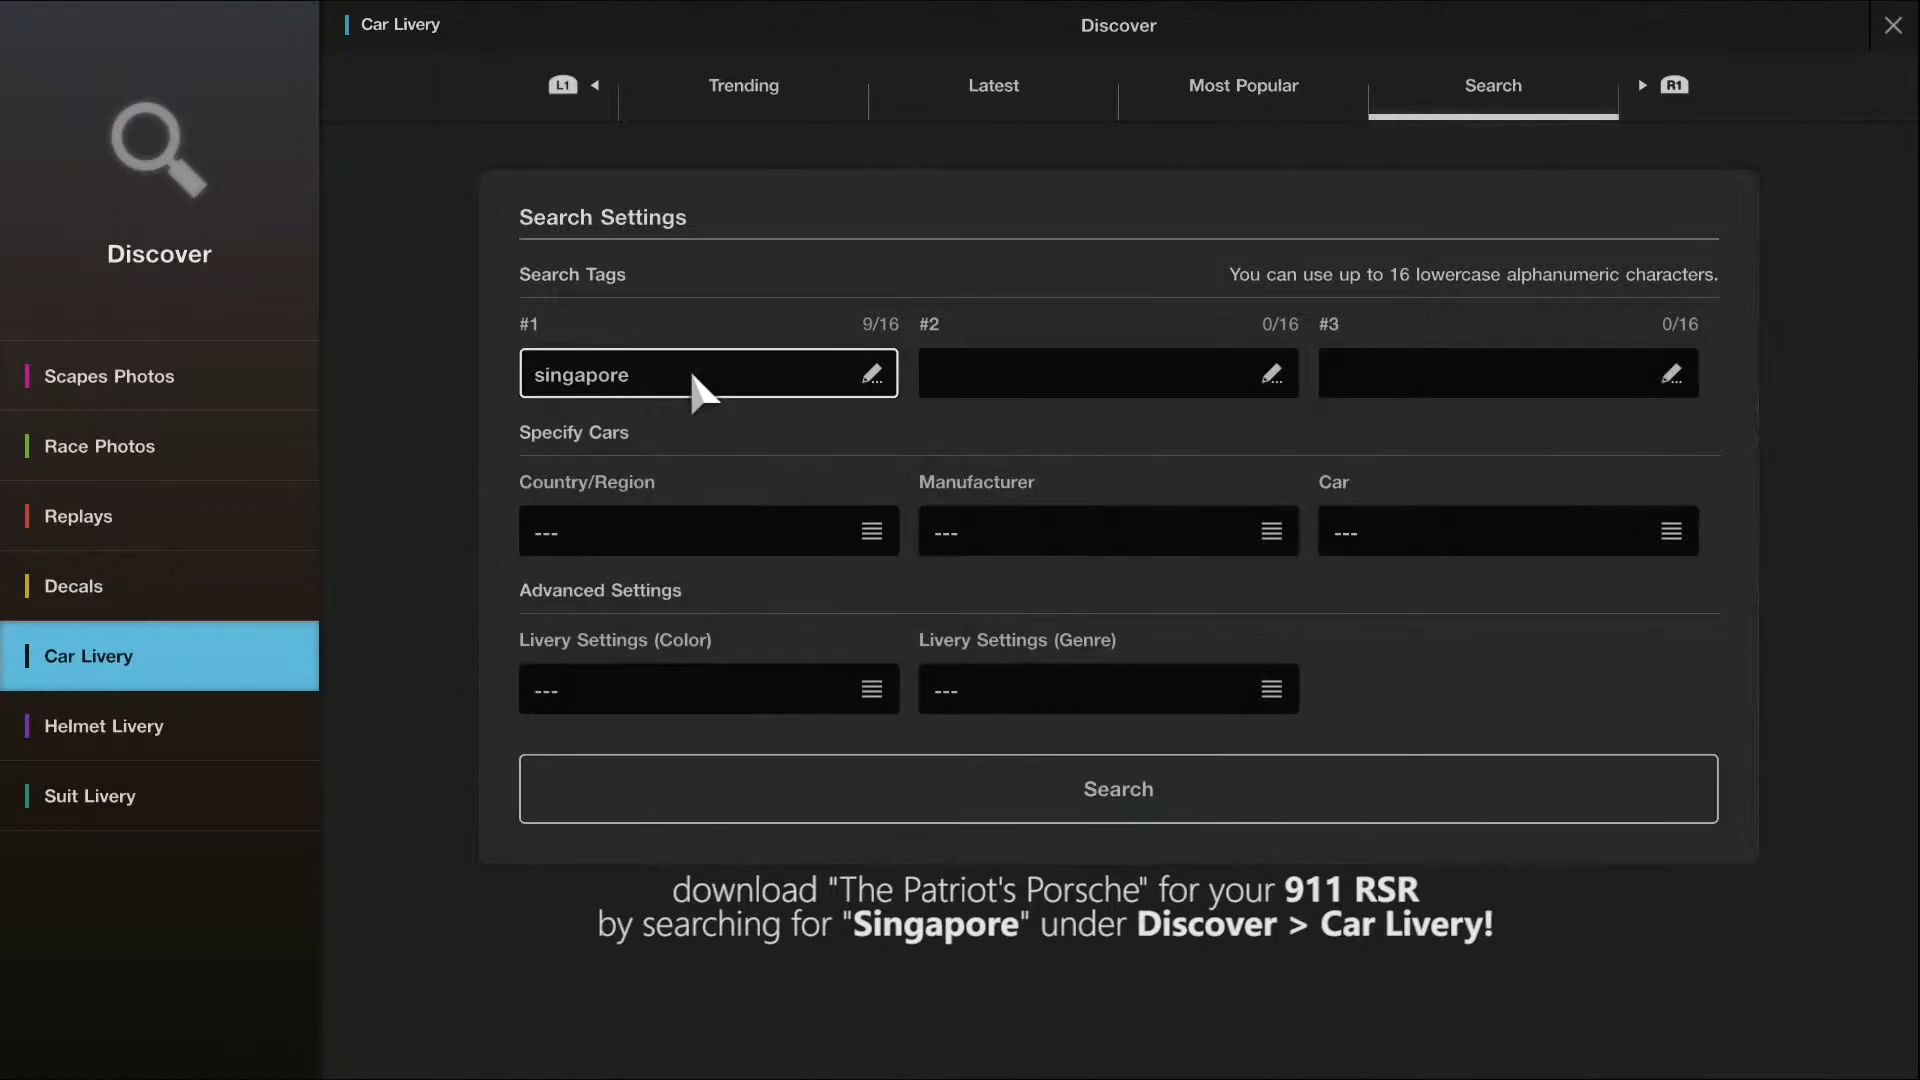 Car Livery
Discover
L1
Trending
Latest
Most Popular
Search
R1
Discover
Scapes Photos
Race Photos
Replays
Decals
Car Livery
Helmet Livery
Suit Livery
Search Settings
Search Tags
You can use up to 16 lowercase alphanumeric characters.
#1 9/16
#2 0/16
#3 0/16
singapore
Specify Cars
Country/Region
Manufacturer
Car
---
---
---
Advanced Settings
Livery Settings (Color)
Livery Settings (Genre)
---
---
Search
download "The Patriot's Porsche" for your 911 RSR
by searching for "Singapore" under Discover > Car Livery!